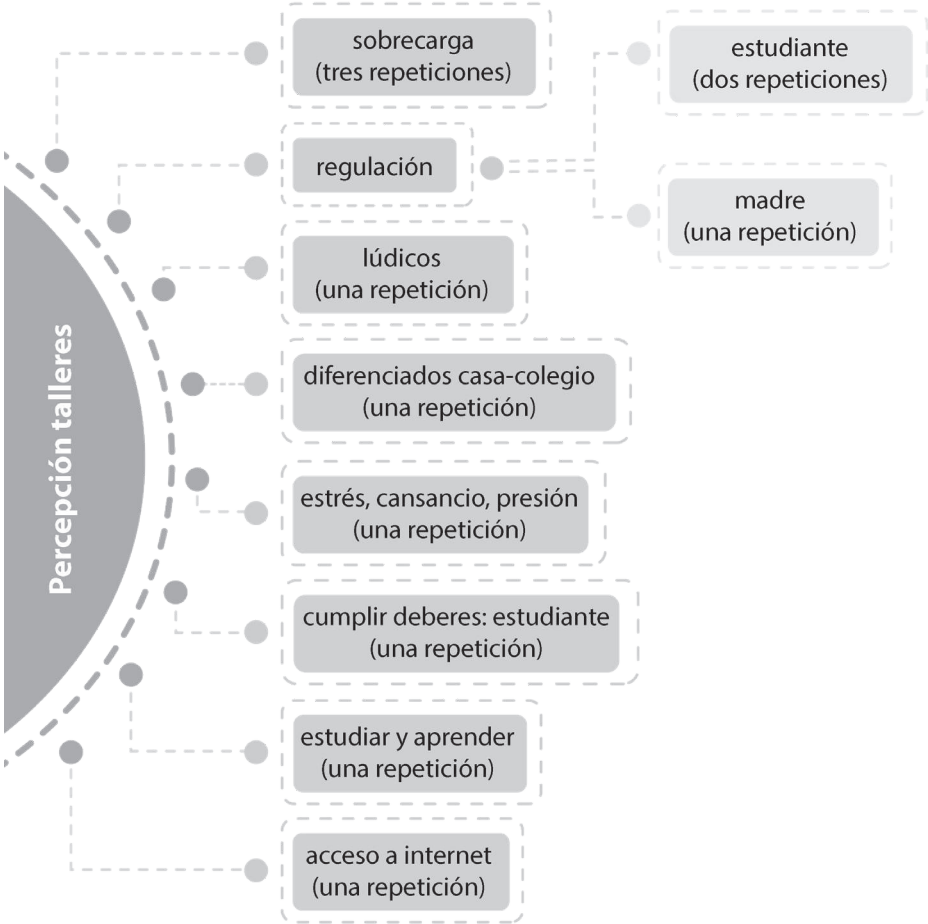 Percepción talleres
sobrecarga
(tres repeticiones)
regulación
estudiante
(dos repeticiones)
madre
(una repetición)
lúdicos
(una repetición)
diferenciados casa-colegio
(una repetición)
estrés, cansancio, presión
(una repetición)
cumplir deberes: estudiante
(una repetición)
estudiar y aprender
(una repetición)
acceso a internet
(una repetición)